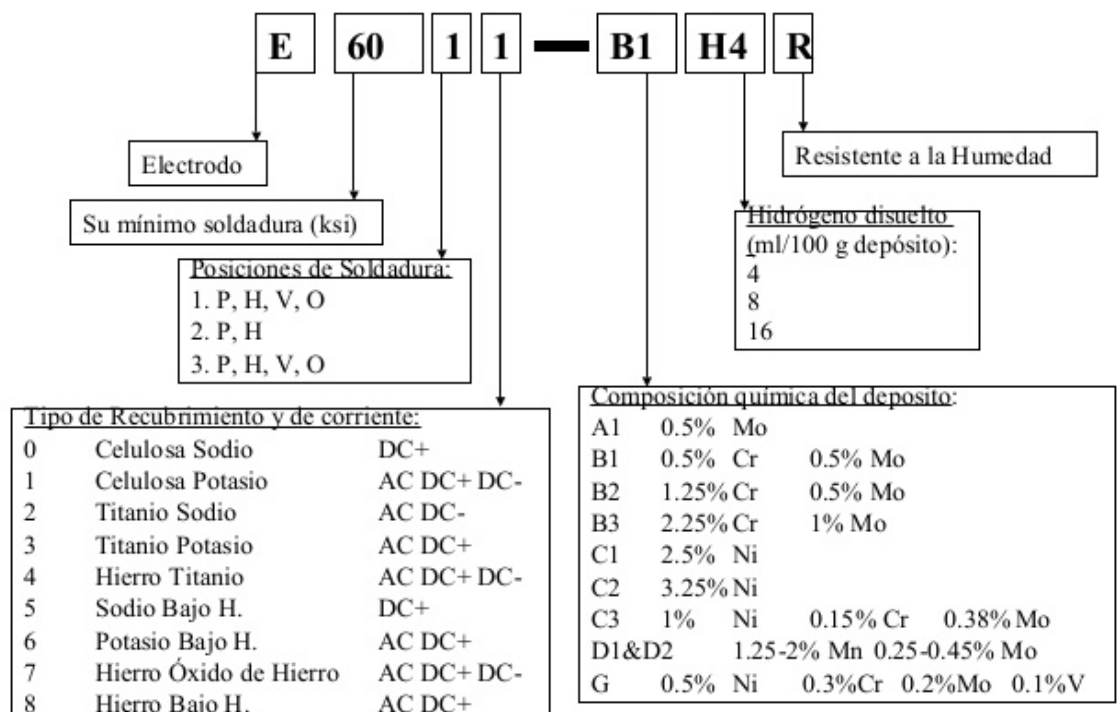 E 60 1 1 — B1 H4 R
Electrodo
Resistente a la Humedad
Su mínimo soldadura (ksi)
Hidrógeno disuelto
(ml/100 g depósito):
4
8
16
Posiciones de Soldadura:
1. P, H, V, O
2. P, H
3. P, H, V, O
Tipo de Recubrimiento y de corriente:
0 Celulosa Sodio DC+
1 Celulosa Potasio AC DC+ DC-
2 Titanio Sodio AC DC-
3 Titanio Potasio AC DC+
4 Hierro Titanio AC DC+ DC-
5 Sodio Bajo H. DC+
6 Potasio Bajo H. AC DC+
7 Hierro Óxido de Hierro AC DC+ DC-
8 Hierro Bajo H. AC DC+
Composición química del deposito:
A1 0.5% Mo
B1 0.5% Cr 0.5% Mo
B2 1.25% Cr 0.5% Mo
B3 2.25% Cr 1% Mo
C1 2.5% Ni
C2 3.25% Ni
C3 1% Ni 0.15% Cr 0.38% Mo
D1&D2 1.25-2% Mn 0.25-0.45% Mo
G 0.5% Ni 0.3%Cr 0.2%Mo 0.1%V